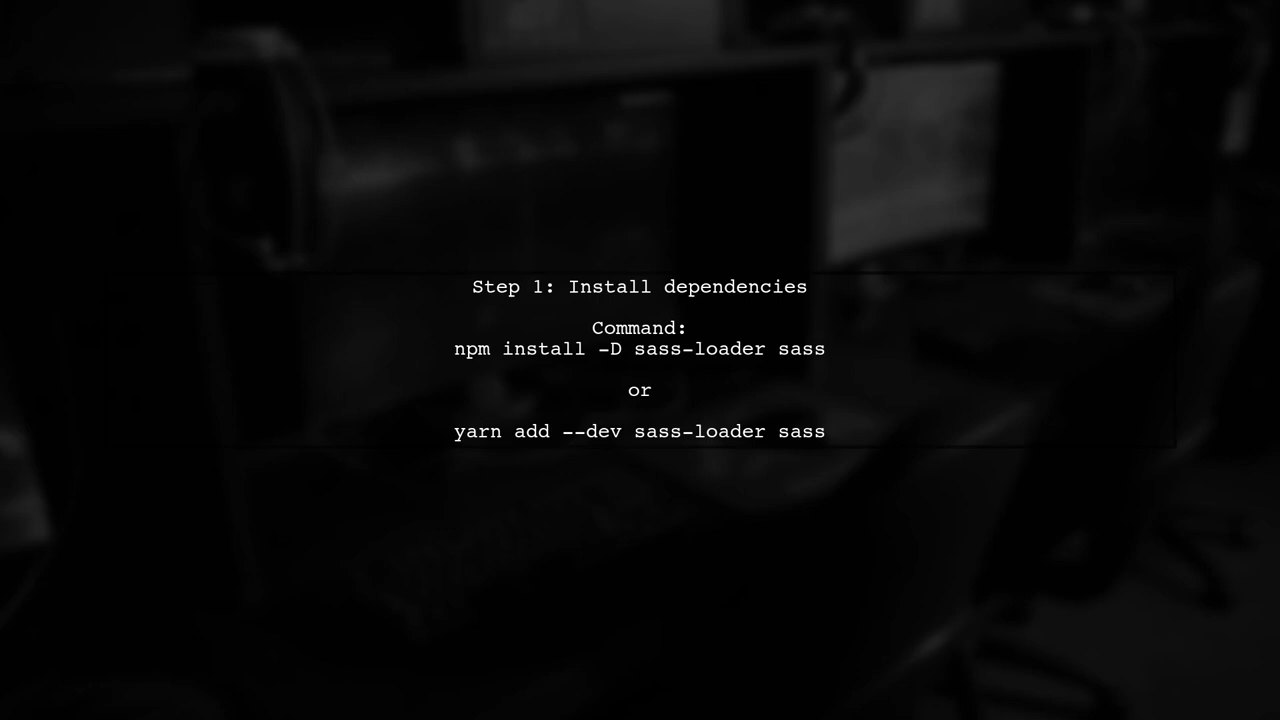 Step 1: Install dependencies
Command:
npm install -D sass-loader sass
or
yarn add --dev sass-loader sass